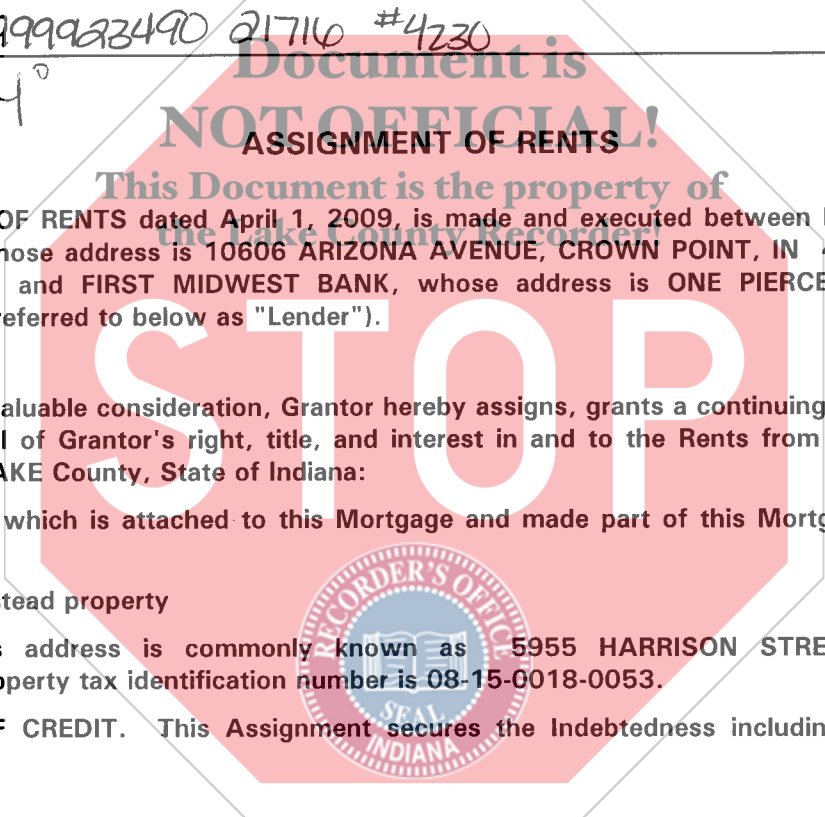 999923490 21716 #4230
Document is
NOT OFFICIAL!
ASSIGNMENT OF RENTS
This Document is the property of
the Lake County Recorder!
OF RENTS dated April 1, 2009, is made and executed between
hose address is 10606 ARIZONA AVENUE, CROWN POINT, IN
and FIRST MIDWEST BANK, whose address is ONE PIERCE
referred to below as "Lender").
STOP
aluable consideration, Grantor hereby assigns, grants a continuing
l of Grantor's right, title, and interest in and to the Rents from
AKE County, State of Indiana:
which is attached to this Mortgage and made part of this Mortg
stead property
s address is commonly known as 5955 HARRISON STRE
operty tax identification number is 08-15-0018-0053.
F CREDIT. This Assignment secures the Indebtedness includin
RECORDER'S OFFICE
SEAL
INDIANA